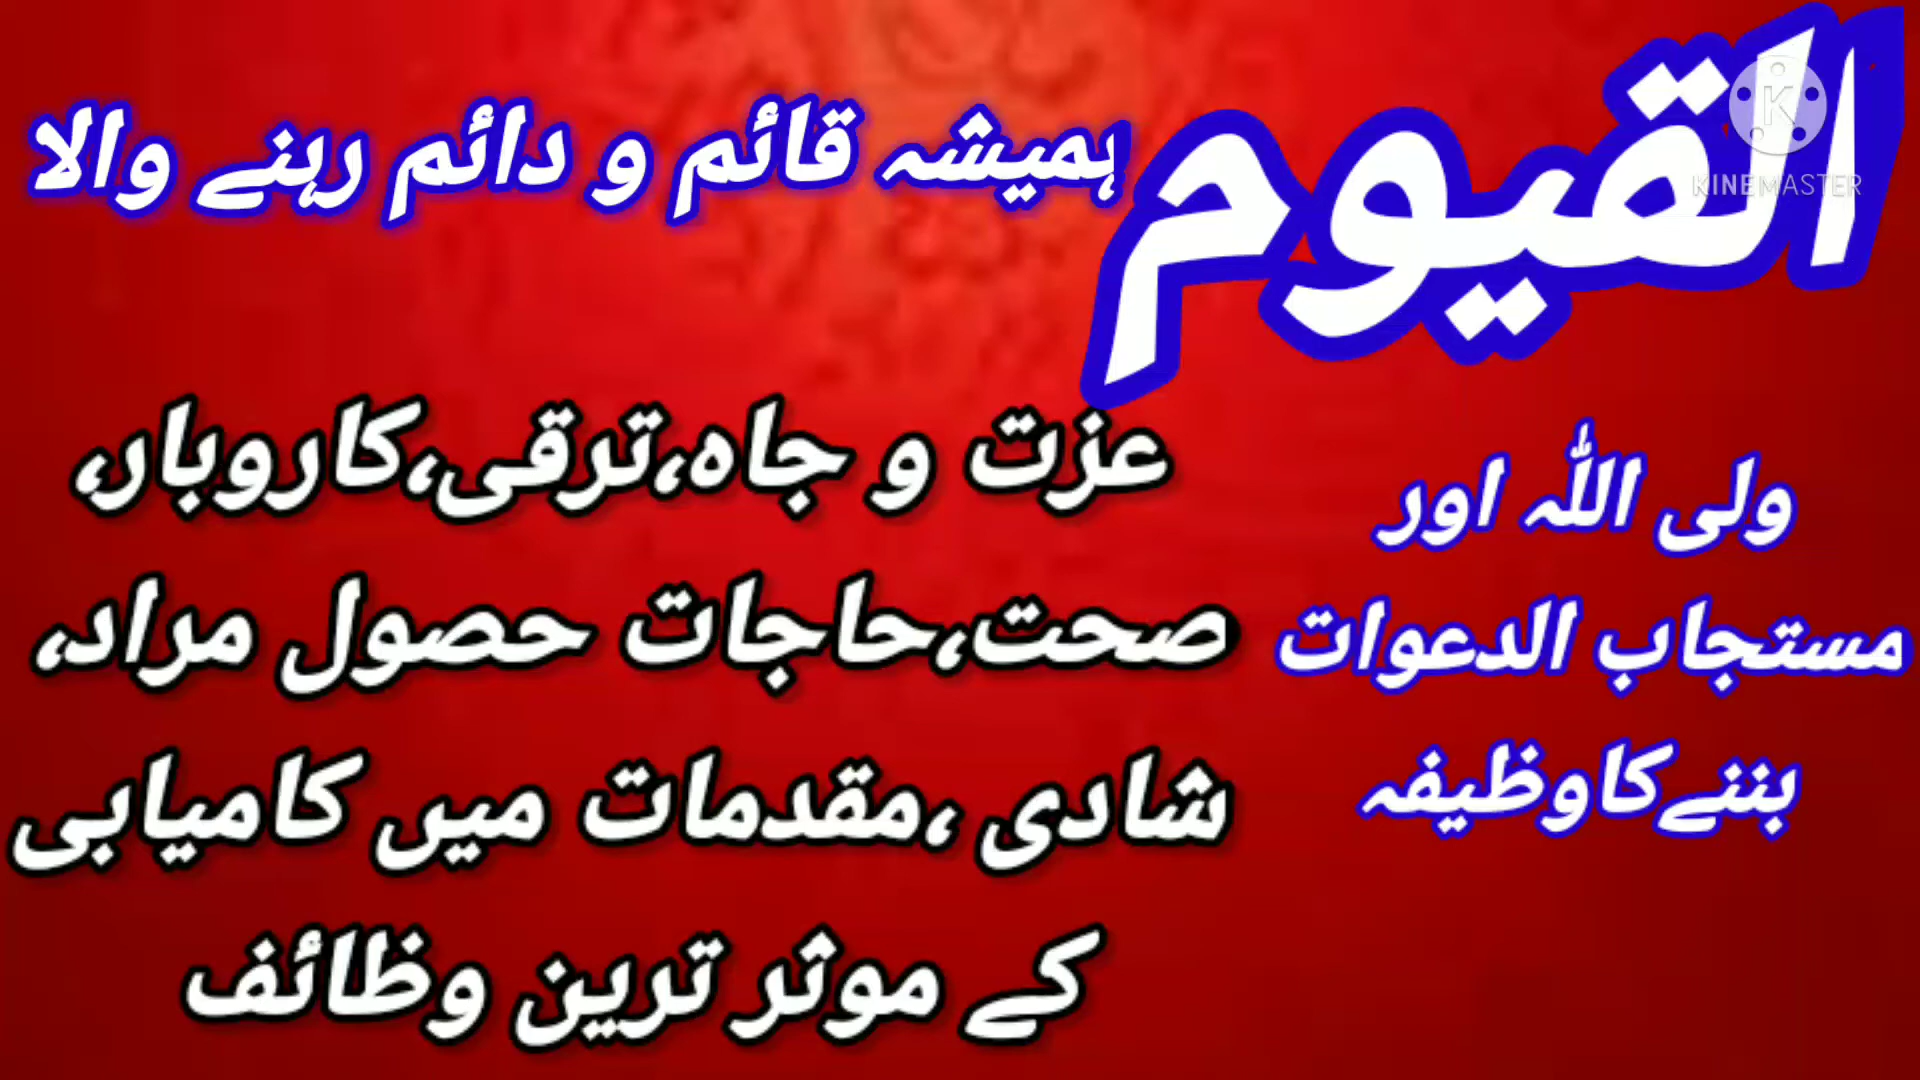 القیوم
ہمیشہ قائم و دائم رہنے والا
KINEMASTER
عزت و جاہ،ترقی،کاروبار،
صحت،حاجات حصول مراد،
شادی ،مقدمات میں کامیابی
کے موثر ترین وظائف
ولی اللہ اور
مستجاب الدعوات
بننےکاوظیفہ